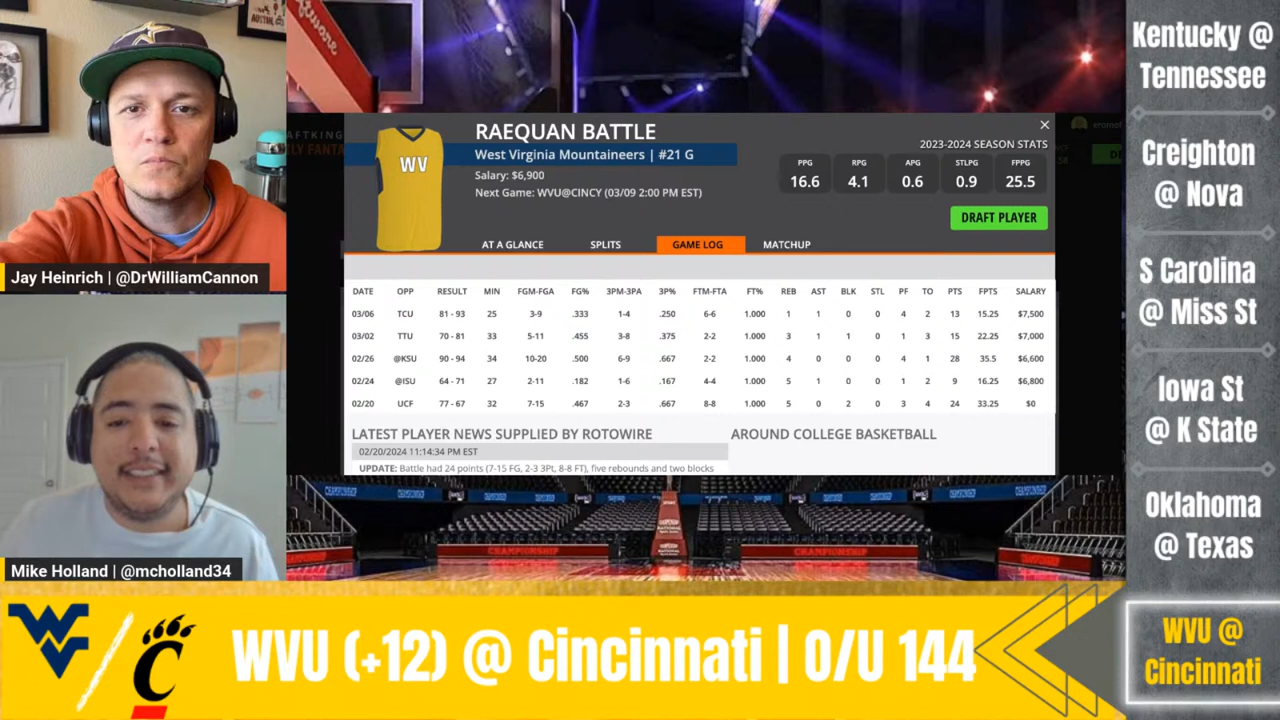 AUSTIN,
Software
AFTKING
ELY FANTA
RAEQUAN BATTLE
West Virginia Mountaineers | #21 G
Salary: $6,900
Next Game: WVU@CINCY (03/09 2:00 PM EST)
WV
2023-2024 SEASON STATS
PPG RPG APG STLPG FPPG
16.6 4.1 0.6 0.9 25.5
DRAFT PLAYER
AT A GLANCE SPLITS GAME LOG MATCHUP
DATE OPP RESULT MIN FGM-FGA FG% 3PM-3PA 3P% FTM-FTA FT% REB AST BLK STL PF TO PTS FPTS SALARY
03/06 TCU 81 - 93 25 3-9 .333 1-4 .250 6-6 1.000 1 1 0 0 4 2 13 15.25 $7,500
03/02 TTU 70 - 81 33 5-11 .455 3-8 .375 2-2 1.000 3 1 1 0 1 3 15 22.25 $7,000
02/26 @KSU 90 - 94 34 10-20 .500 6-9 .667 2-2 1.000 4 0 0 0 4 1 28 35.5 $6,600
02/24 @ISU 64 - 71 27 2-11 .182 1-6 .167 4-4 1.000 5 1 0 0 1 2 9 16.25 $6,800
02/20 UCF 77 - 67 32 7-15 .467 2-3 .667 8-8 1.000 5 0 2 0 3 4 24 33.25 $0
LATEST PLAYER NEWS SUPPLIED BY ROTOWIRE
02/20/2024 11:14:34 PM EST
UPDATE: Battle had 24 points (7-15 FG, 2-3 3Pt, 8-8 FT), five rebounds and two blocks
AROUND COLLEGE BASKETBALL
CHAMPIONSHIP
CHAMPIONSHIP
Jay Heinrich | @DrWilliamCannon
Mike Holland | @mcholland34
WV
C
WVU (+12) @ Cincinnati | O/U 144
Kentucky @
Tennessee
Creighton
@ Nova
S Carolina
@ Miss St
Iowa St
@ K State
Oklahoma
@ Texas
WVU @
Cincinnati